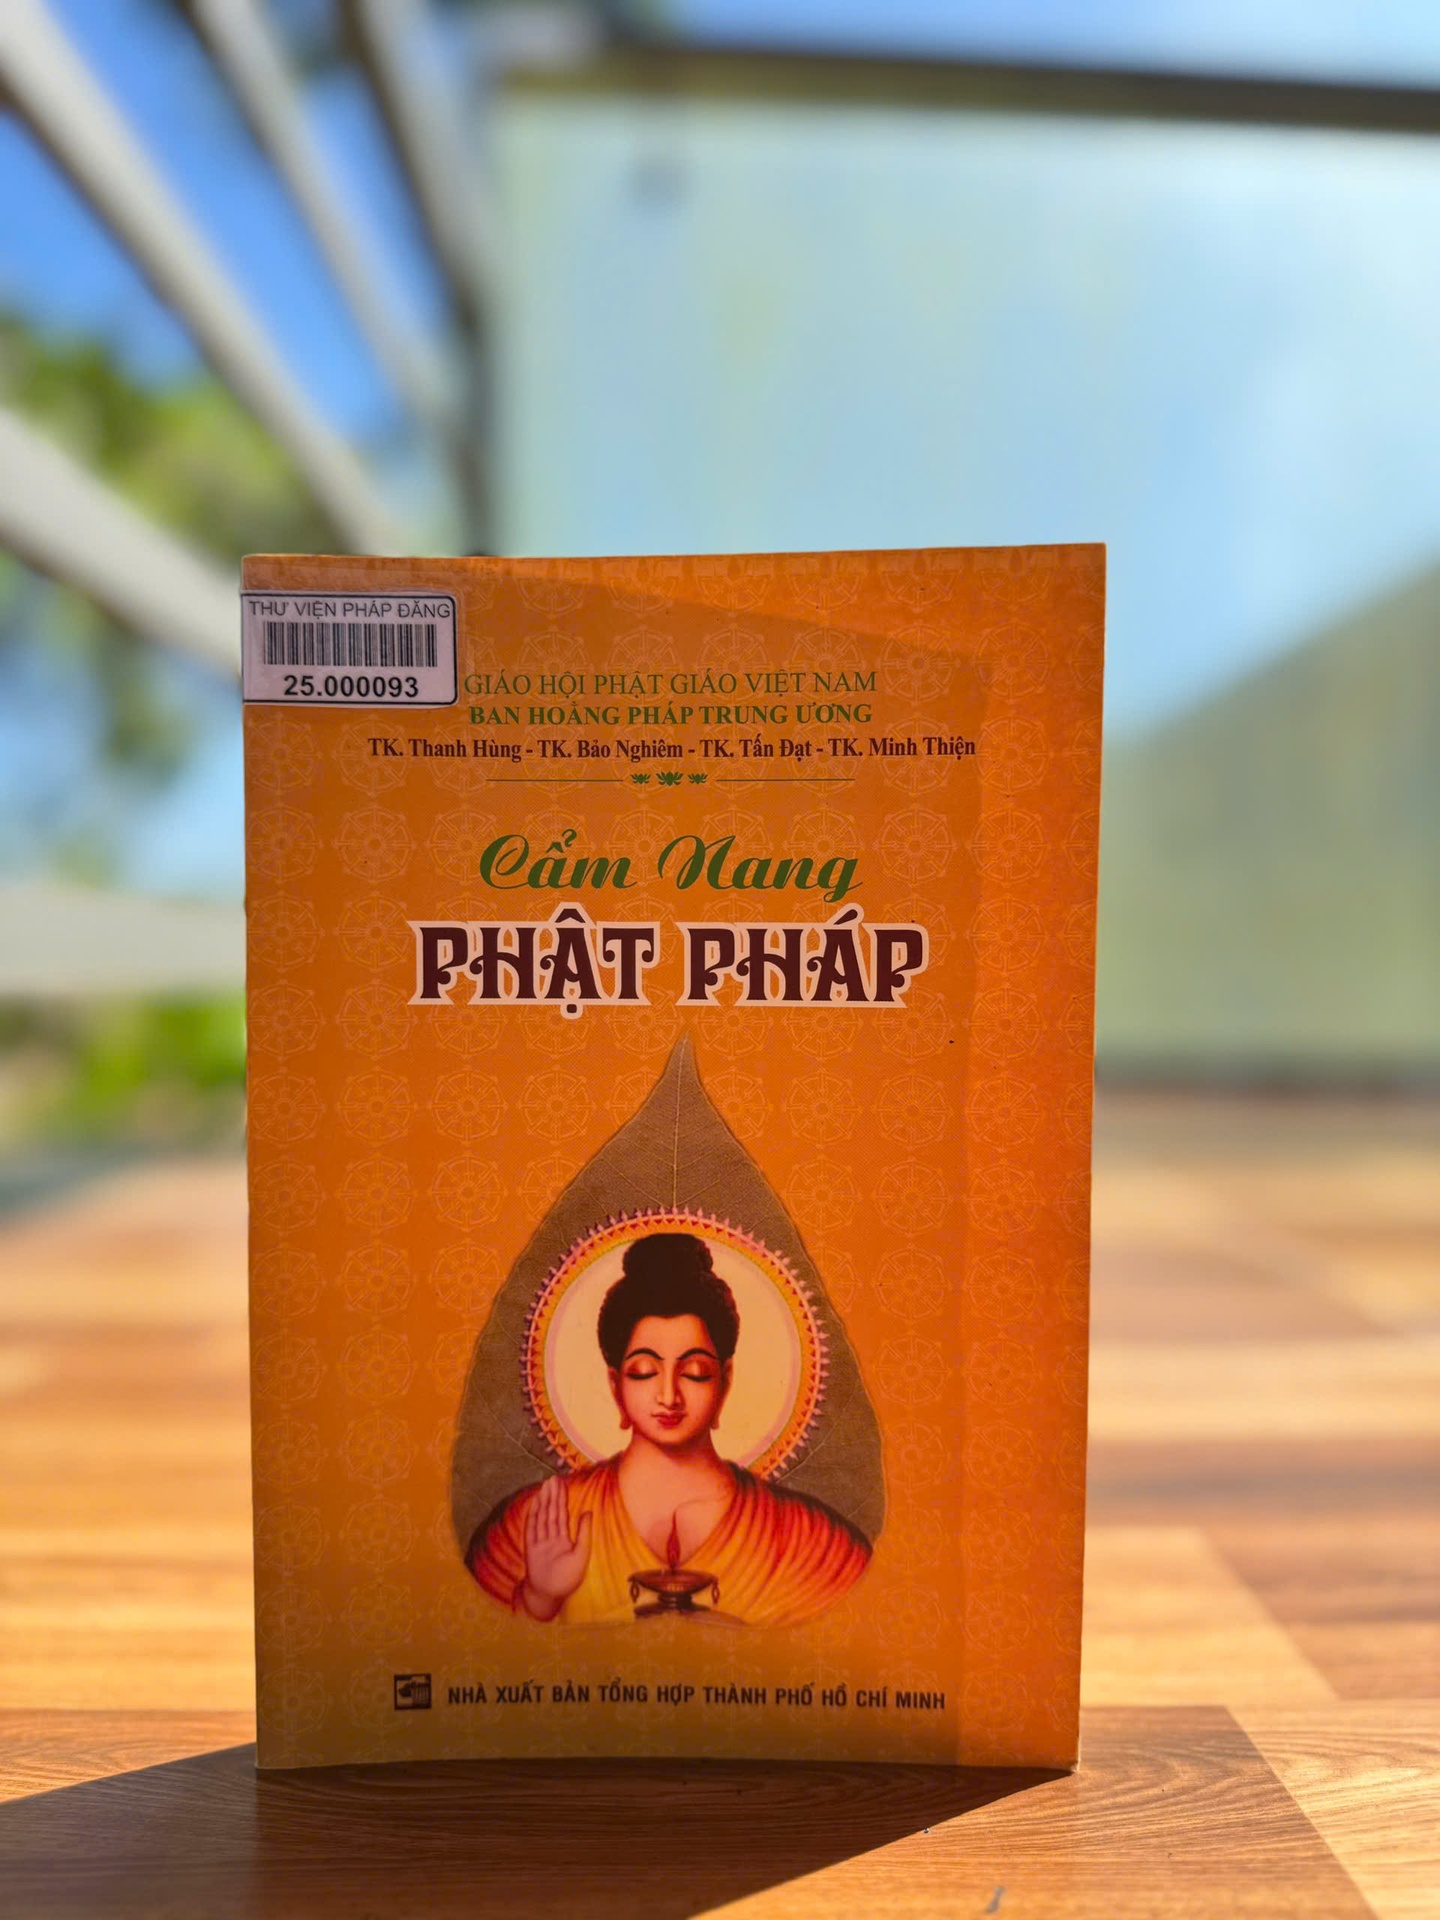 THƯ VIỆN PHÁP ĐĂNG
25.000093
GIÁO HỘI PHẬT GIÁO VIỆT NAM
BAN HOẰNG PHÁP TRUNG ƯƠNG
TK. Thanh Hùng - TK. Bảo Nghiêm - TK. Tấn Đạt - TK. Minh Thiện
Cẩm Nang
PHẬT PHÁP
NHÀ XUẤT BẢN TỔNG HỢP THÀNH PHỐ HỒ CHÍ MINH